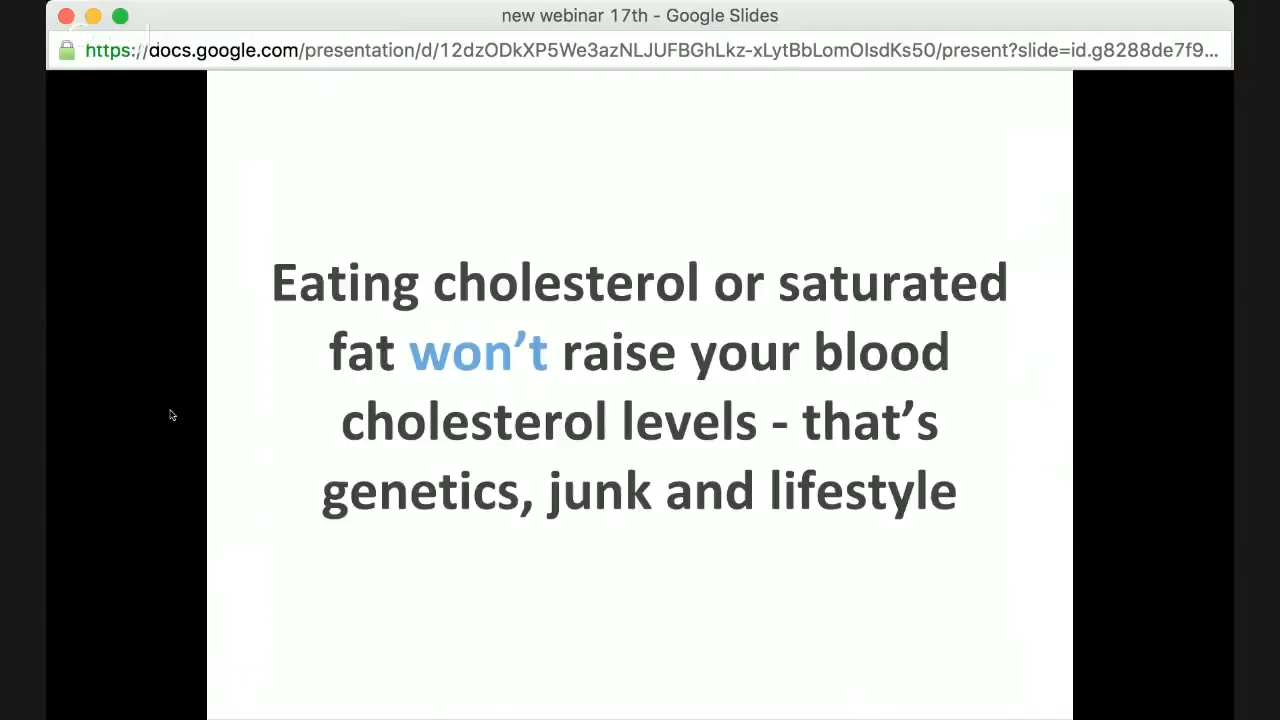 new webinar 17th - Google Slides
https://docs.google.com/presentation/d/12dzODkXP5We3azNLJUFBGhLkz-xLytBbLomOIsdKs50/present?slide=id.g8288de7f9...
Eating cholesterol or saturated
fat won’t raise your blood
cholesterol levels - that’s
genetics, junk and lifestyle